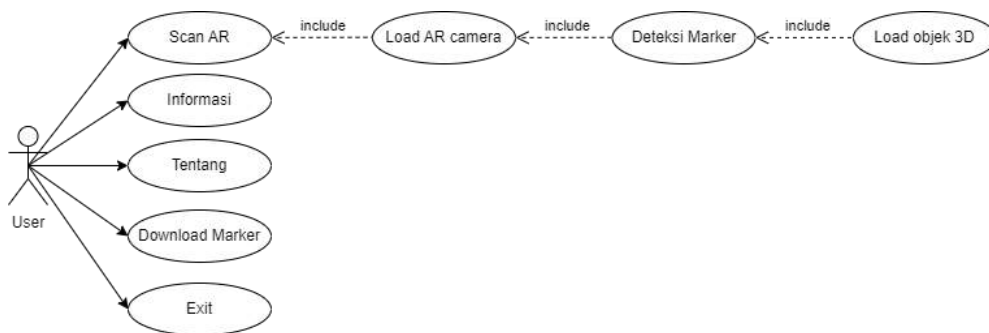 Scan AR
include
Load AR camera
include
Deteksi Marker
include
Load objek 3D
Informasi
Tentang
User
Download Marker
Exit